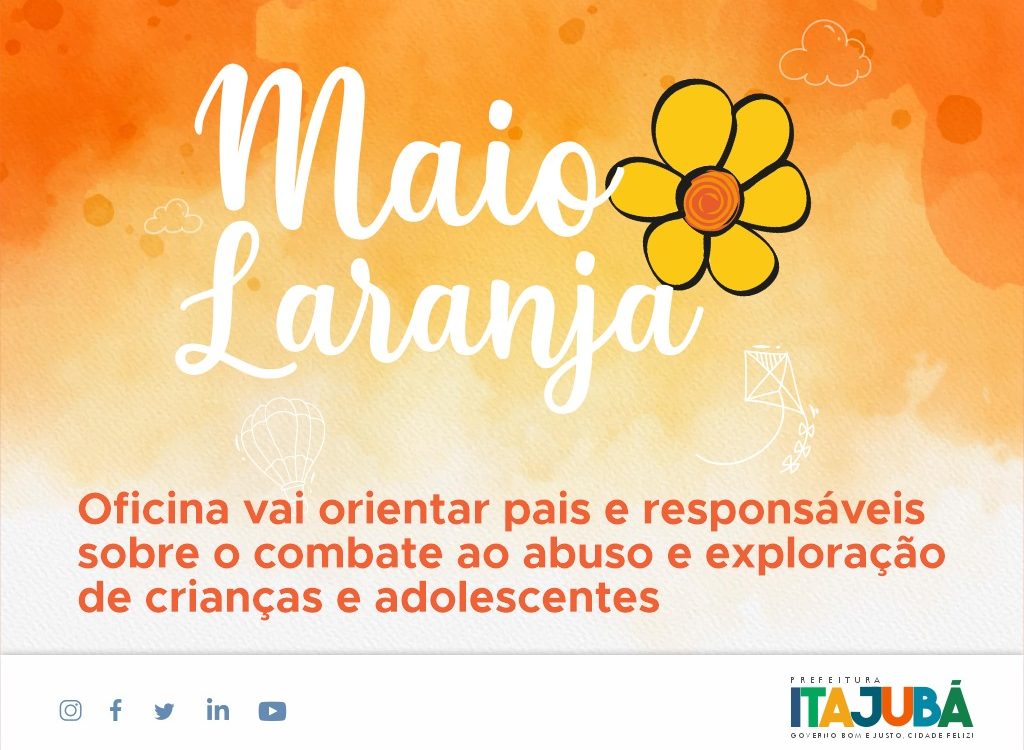 Maio
Laranja
Oficina vai orientar pais e responsáveis
sobre o combate ao abuso e exploração
de crianças e adolescentes
PREFEITURA
ITAJUBÁ
GOVERNO BOM E JUSTO, CIDADE FELIZ!